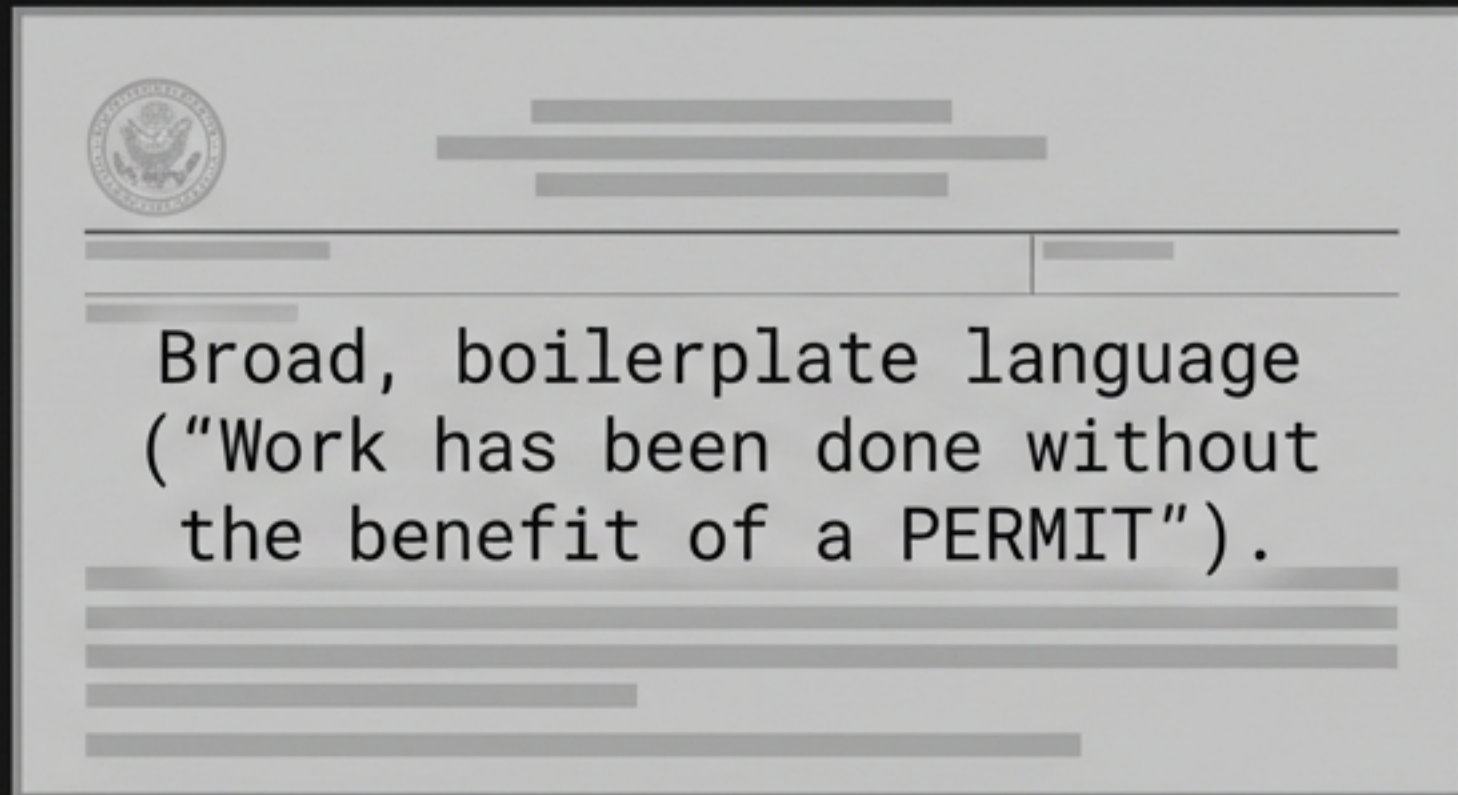 Broad, boilerplate language
(“Work has been done without
the benefit of a PERMIT”).